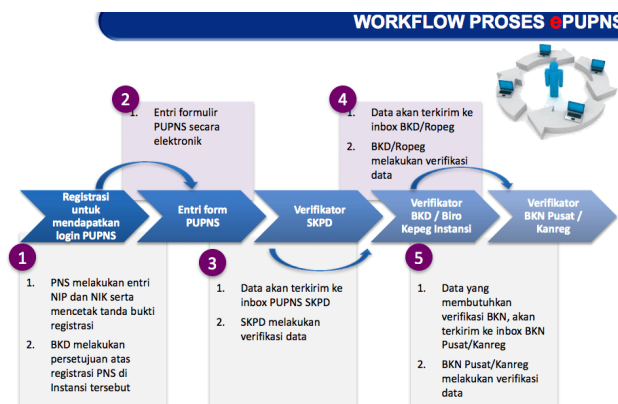 WORKFLOW PROSES ePUPNS
2
1. Entri formulir
PUPNS secara
elektronik
4
1. Data akan terkirim ke
inbox BKD/Ropeg
2. BKD/Ropeg
melakukan verifikasi
data
Registrasi
untuk
mendapatkan
login PUPNS
Entri form
PUPNS
Verifikator
SKPD
Verifikator
BKD / Biro
Kepeg Instansi
Verifikator
BKN Pusat /
Kanreg
1
1. PNS melakukan entri
NIP dan NIK serta
mencetak tanda bukti
registrasi
2. BKD melakukan
persetujuan atas
registrasi PNS di
Instansi tersebut
3
1. Data akan terkirim ke
inbox PUPNS SKPD
2. SKPD melakukan
verifikasi data
5
1. Data yang
membutuhkan
verifikasi BKN, akan
terkirim ke inbox BKN
Pusat/Kanreg
2. BKN Pusat/Kanreg
melakukan verifikasi
data